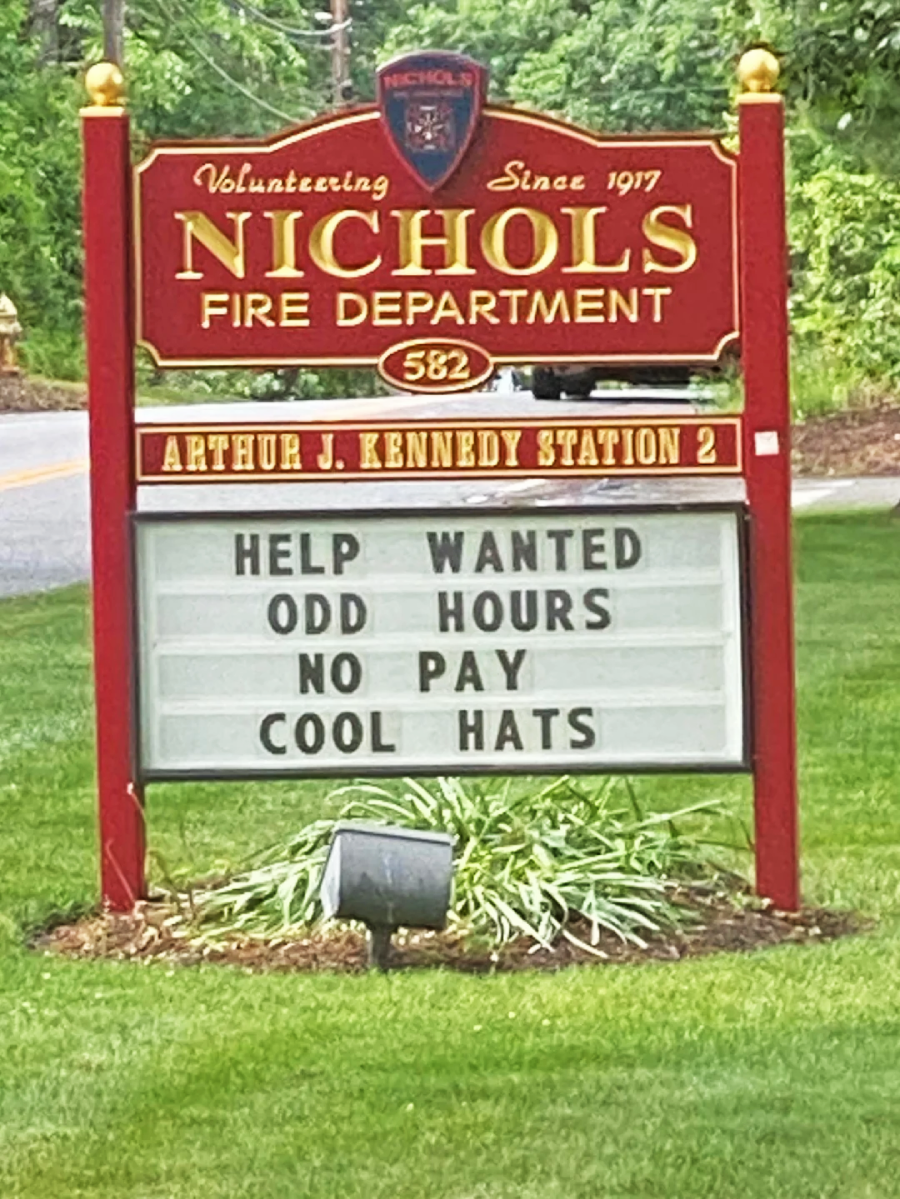 NICHOLS
Volunteering Since 1917
NICHOLS
FIRE DEPARTMENT
582
ARTHUR J. KENNEDY STATION 2
HELP WANTED
ODD HOURS
NO PAY
COOL HATS